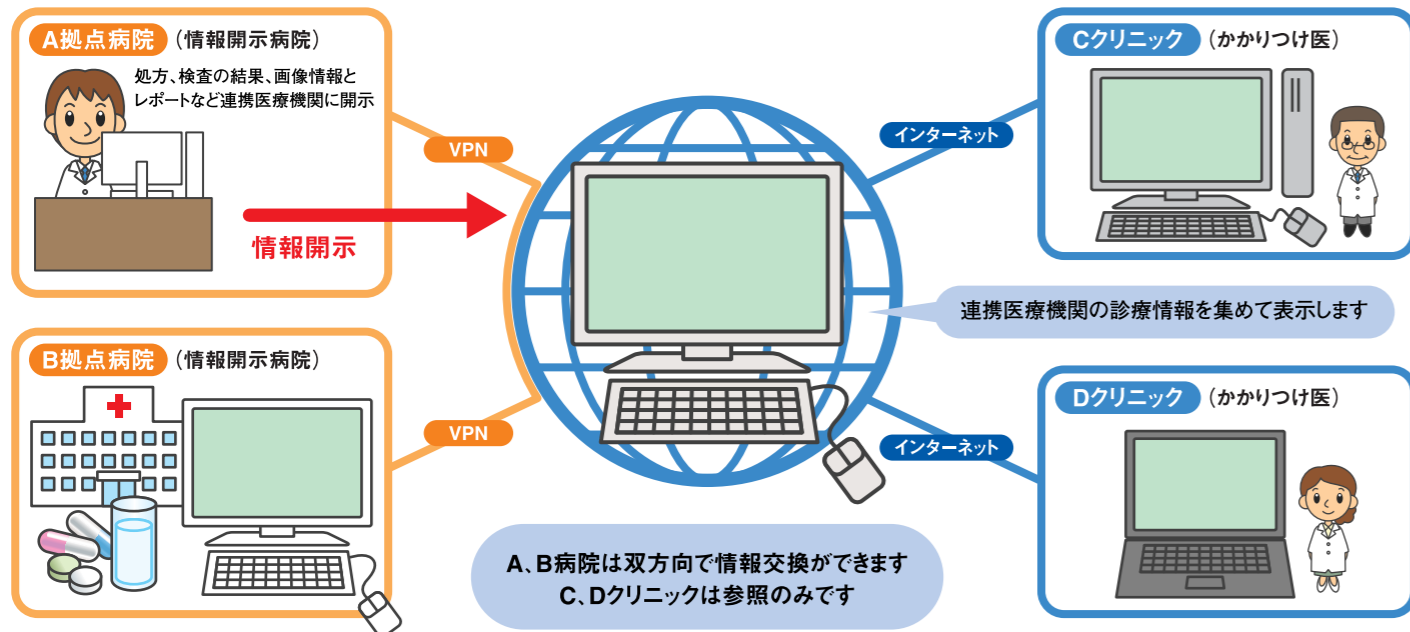 A拠点病院 (情報開示病院)
処方、検査の結果、画像情報と
レポートなど連携医療機関に開示
情報開示
VPN
インターネット
Cクリニック (かかりつけ医)
連携医療機関の診療情報を集めて表示します
B拠点病院 (情報開示病院)
VPN
インターネット
Dクリニック (かかりつけ医)
A、B病院は双方向で情報交換ができます
C、Dクリニックは参照のみです